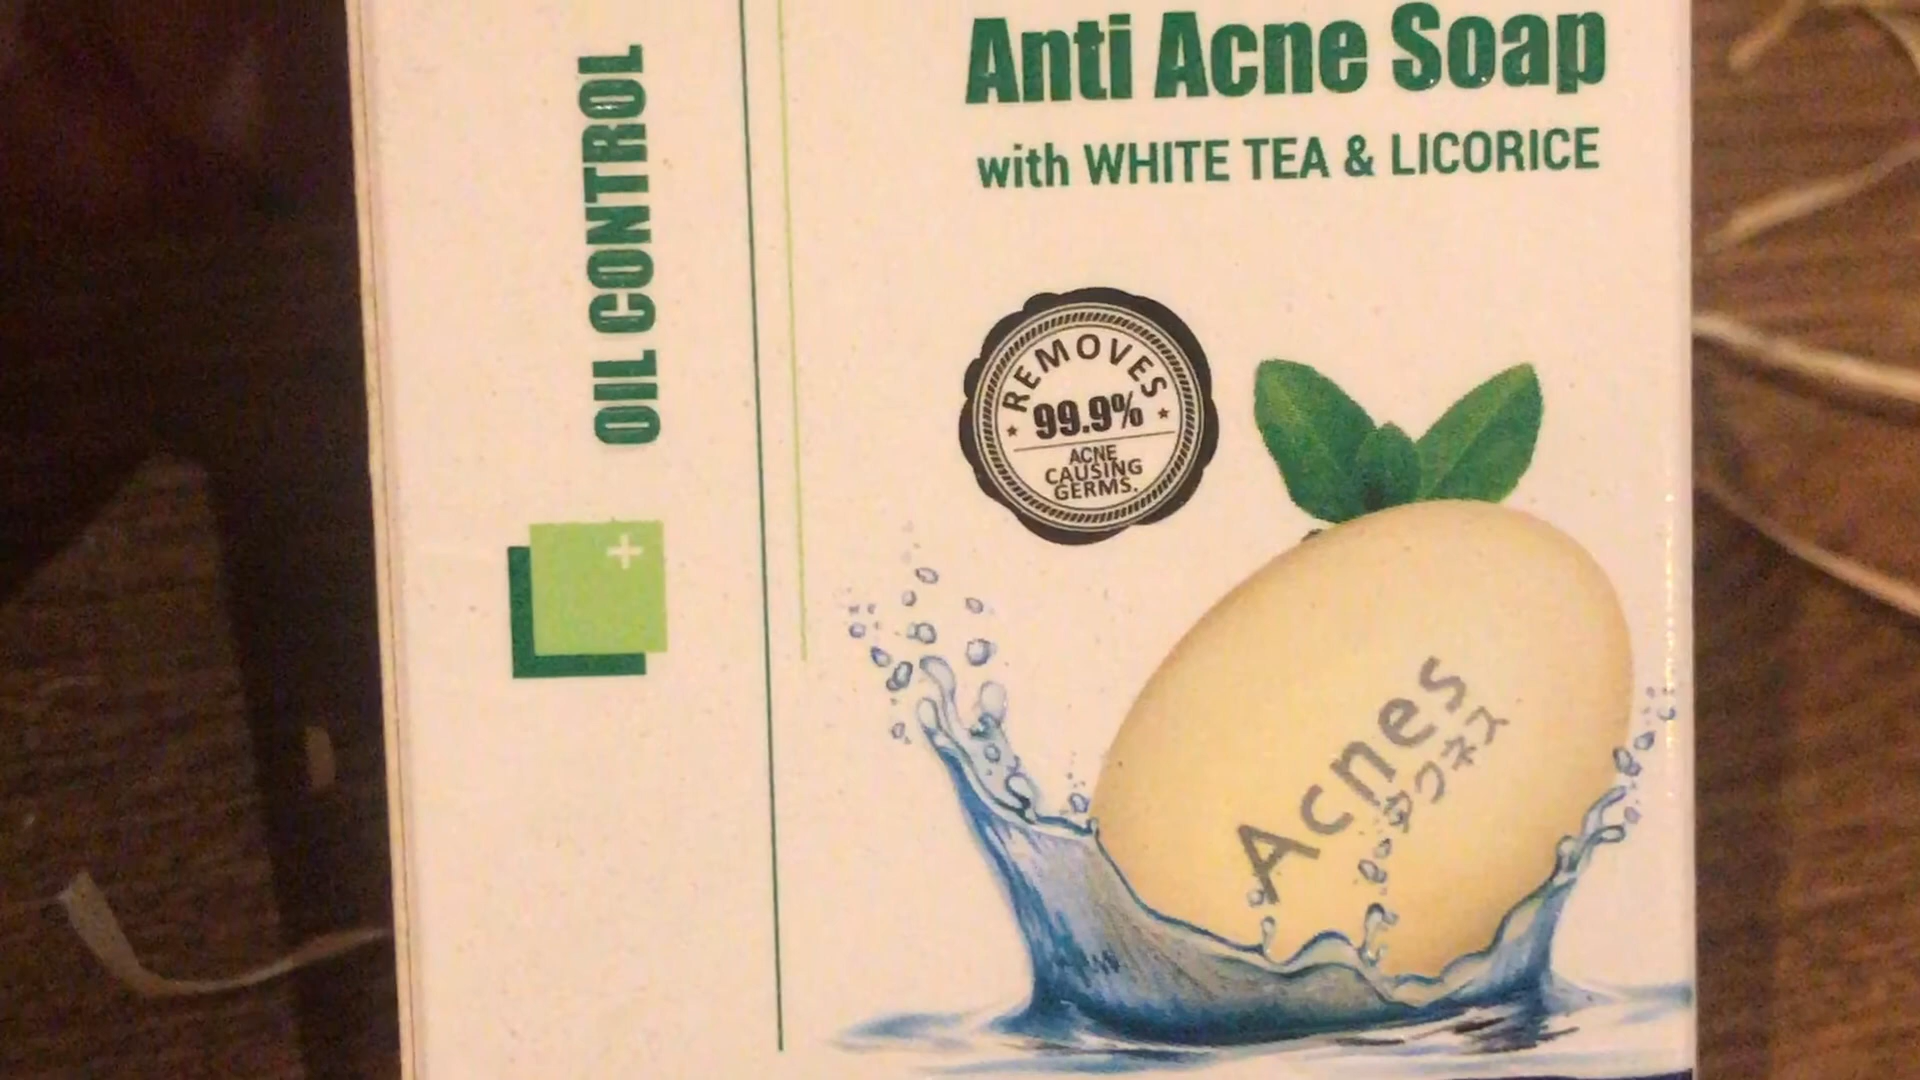 Anti Acne Soap
with WHITE TEA & LICORICE
OIL CONTROL
REMOVES
99.9%
ACNE
CAUSING
GERMS.
Acnes
アクネス